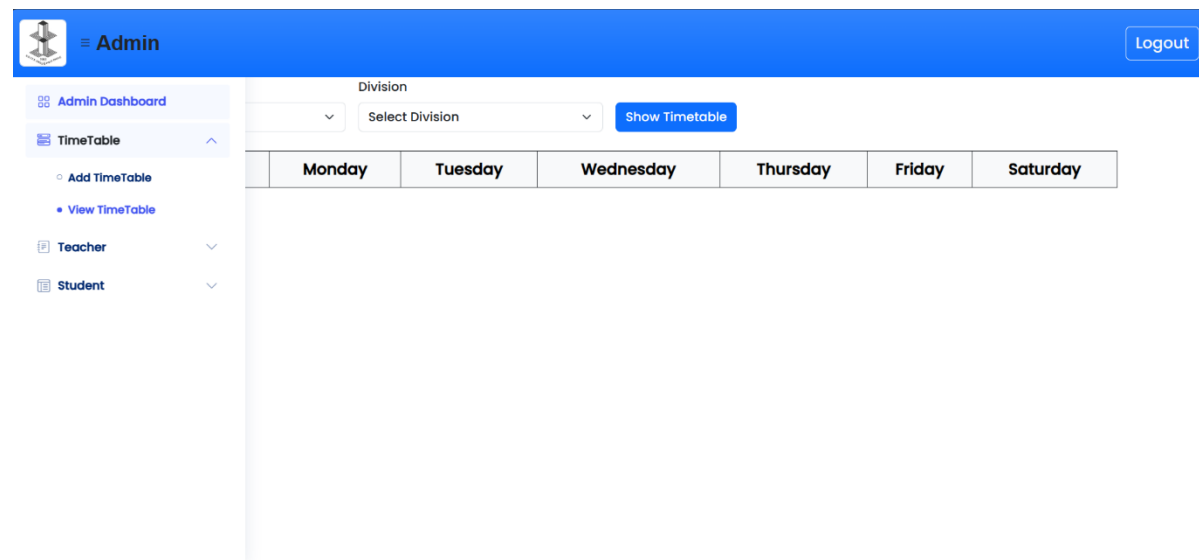 ≡ Admin
Logout
Admin Dashboard
TimeTable
Add TimeTable
View TimeTable
Teacher
Student
Division
Select Division
Show Timetable
Monday Tuesday Wednesday Thursday Friday Saturday